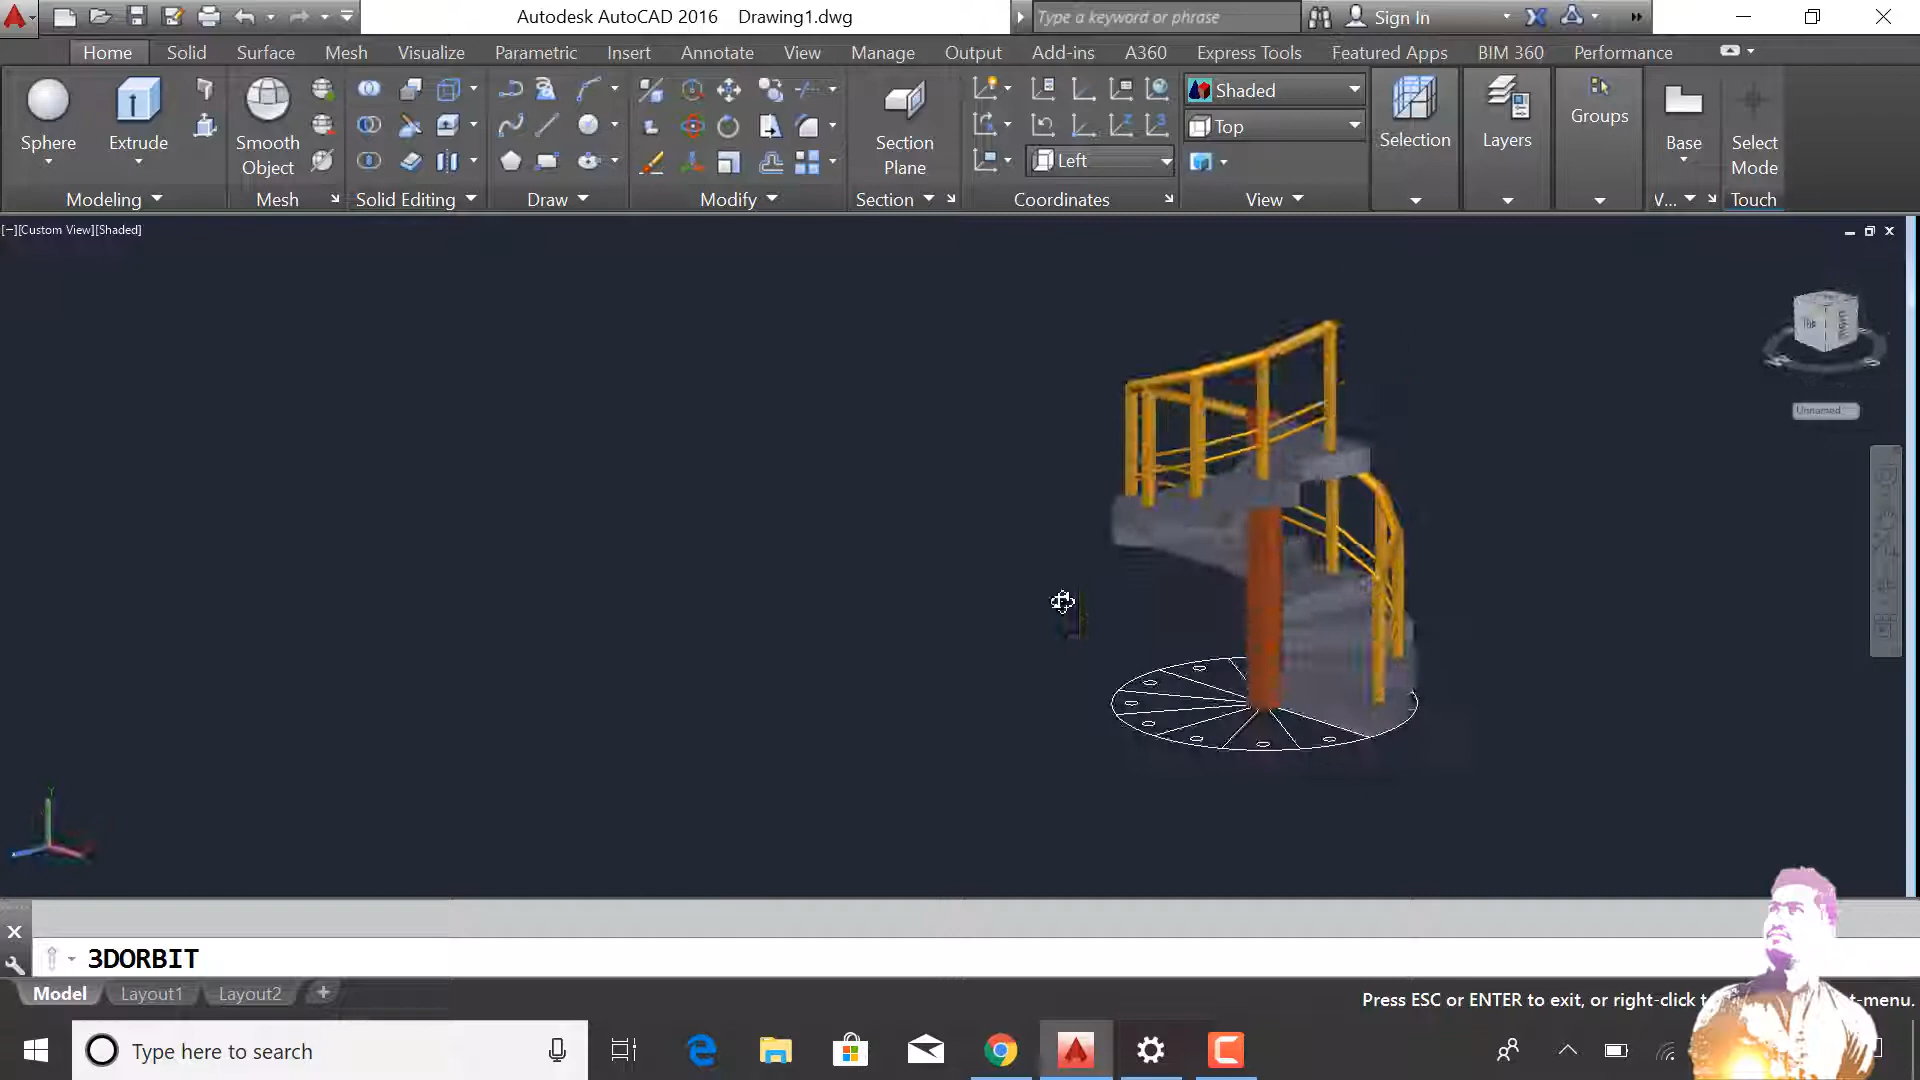 Autodesk AutoCAD 2016 Drawing1.dwg
Type a keyword or phrase
Sign In
Home Solid Surface Mesh Visualize Parametric Insert Annotate View Manage Output Add-ins A360 Express Tools Featured Apps BIM 360 Performance
Sphere
Extrude
Smooth
Object
Section
Plane
Shaded
Top
Left
Selection
Layers
Groups
Base
Select
Mode
Modeling
Mesh
Solid Editing
Draw
Modify
Section
Coordinates
View
V...
Touch
[−][Custom View][Shaded]
Unnamed
Y
3DORBIT
Model Layout1 Layout2 +
Press ESC or ENTER to exit, or right-click t
t-menu.
Type here to search